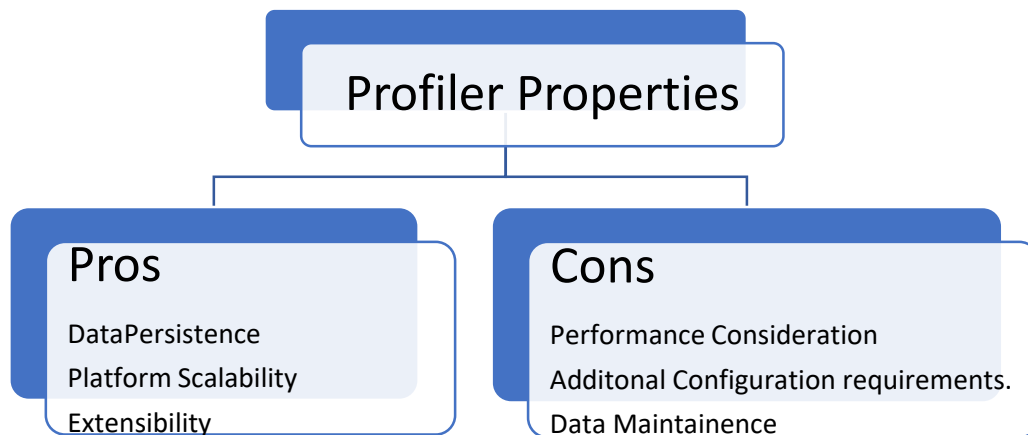 Profiler Properties
Pros
DataPersistence
Platform Scalability
Extensibility
Cons
Performance Consideration
Additonal Configuration requirements.
Data Maintainence